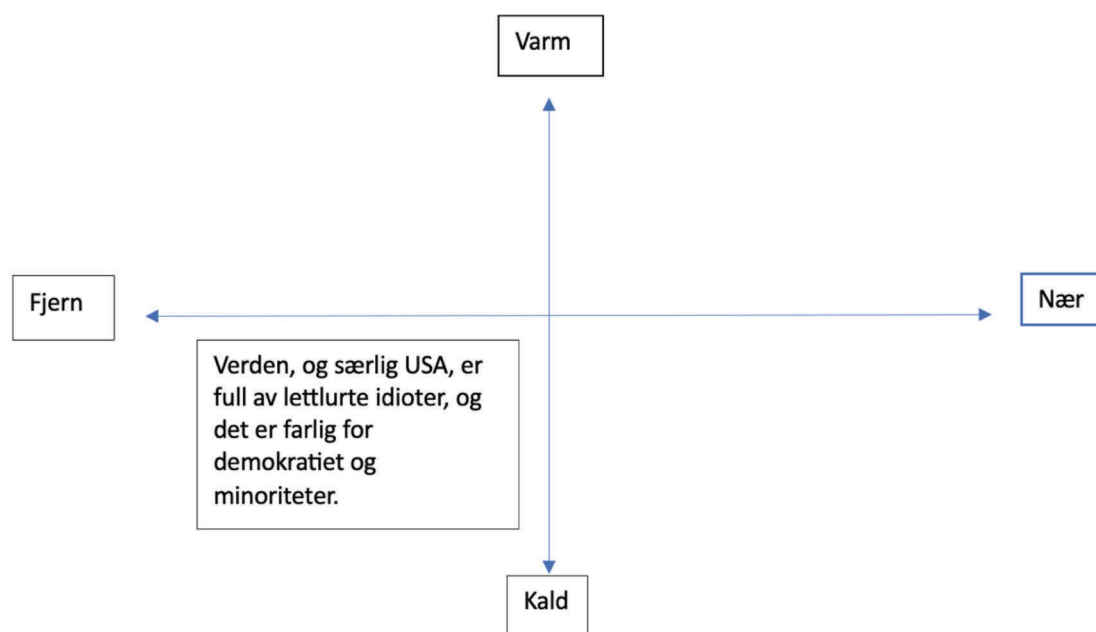 Varm
Fjern
Nær
Verden, og særlig USA, er
full av lettlurte idioter, og
det er farlig for
demokratiet og
minoriteter.
Kald